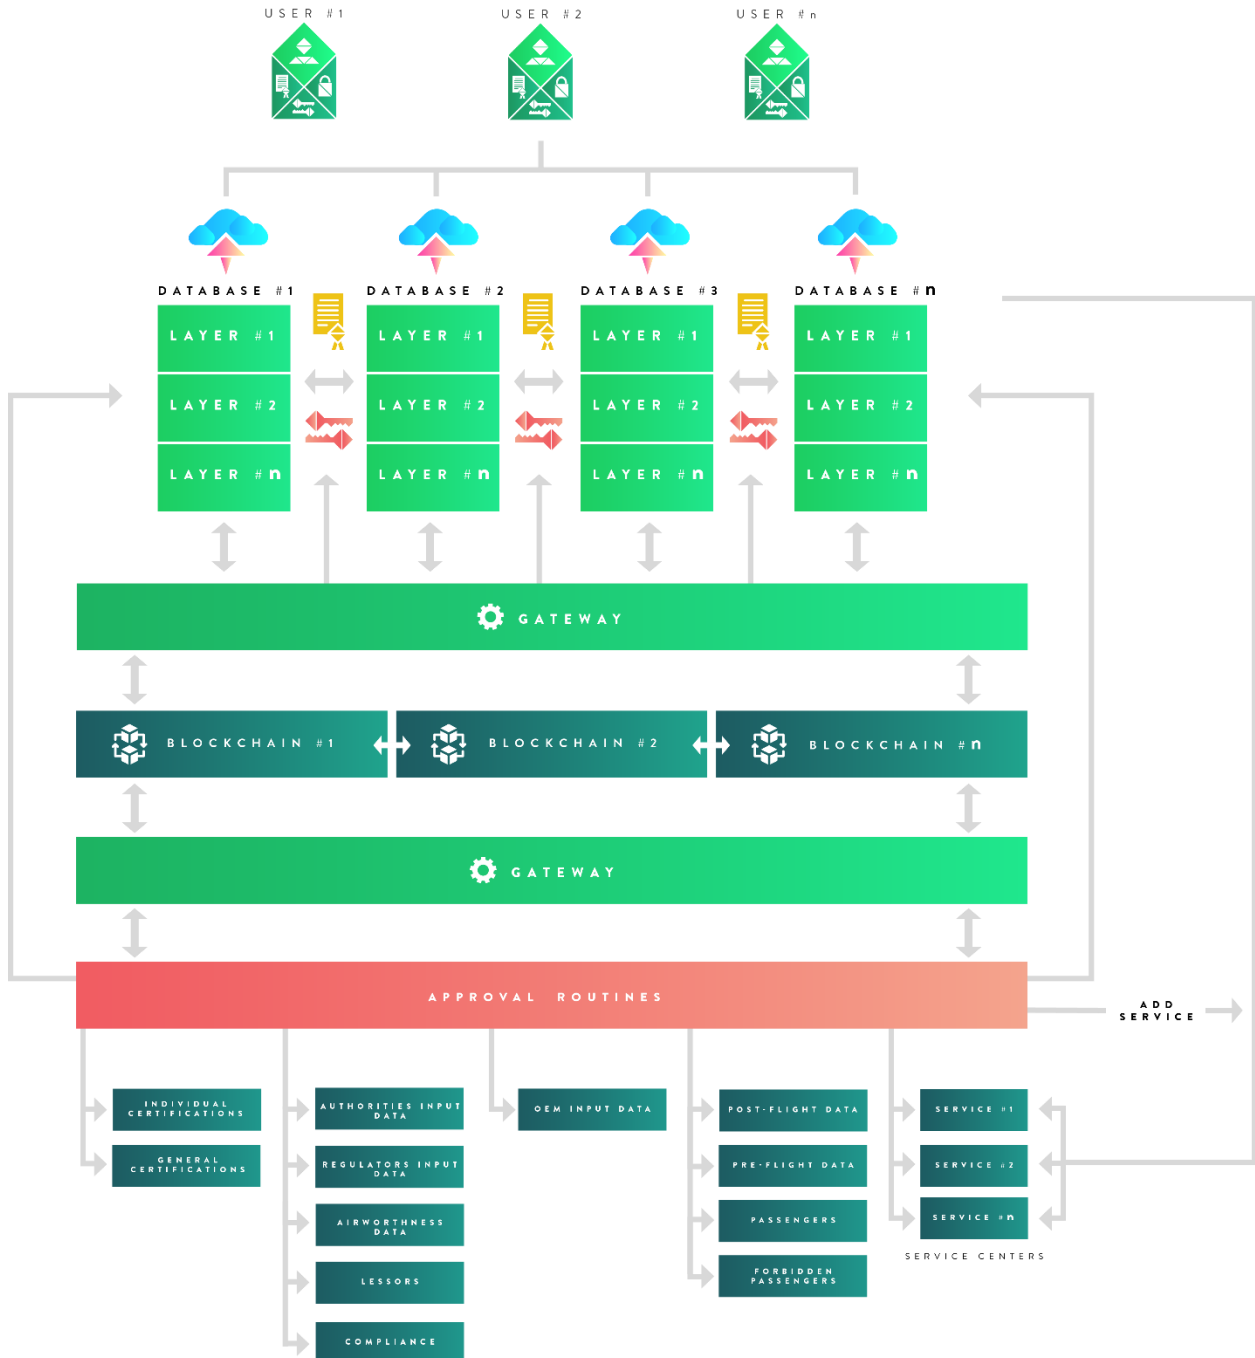 USER #1
USER #2
USER #n
DATABASE #1
DATABASE #2
DATABASE #3
DATABASE #n
LAYER #1
LAYER #1
LAYER #1
LAYER #1
LAYER #2
LAYER #2
LAYER #2
LAYER #2
LAYER #n
LAYER #n
LAYER #n
LAYER #n
GATEWAY
BLOCKCHAIN #1
BLOCKCHAIN #2
BLOCKCHAIN #n
GATEWAY
APPROVAL ROUTINES
ADD
SERVICE
INDIVIDUAL
CERTIFICATIONS
GENERAL
CERTIFICATIONS
AUTHORITIES INPUT
DATA
REGULATORS INPUT
DATA
AIRWORTHNESS
DATA
LESSORS
COMPLIANCE
OEM INPUT DATA
POST-FLIGHT DATA
PRE-FLIGHT DATA
PASSENGERS
FORBIDDEN
PASSENGERS
SERVICE #1
SERVICE #2
SERVICE #n
SERVICE CENTERS